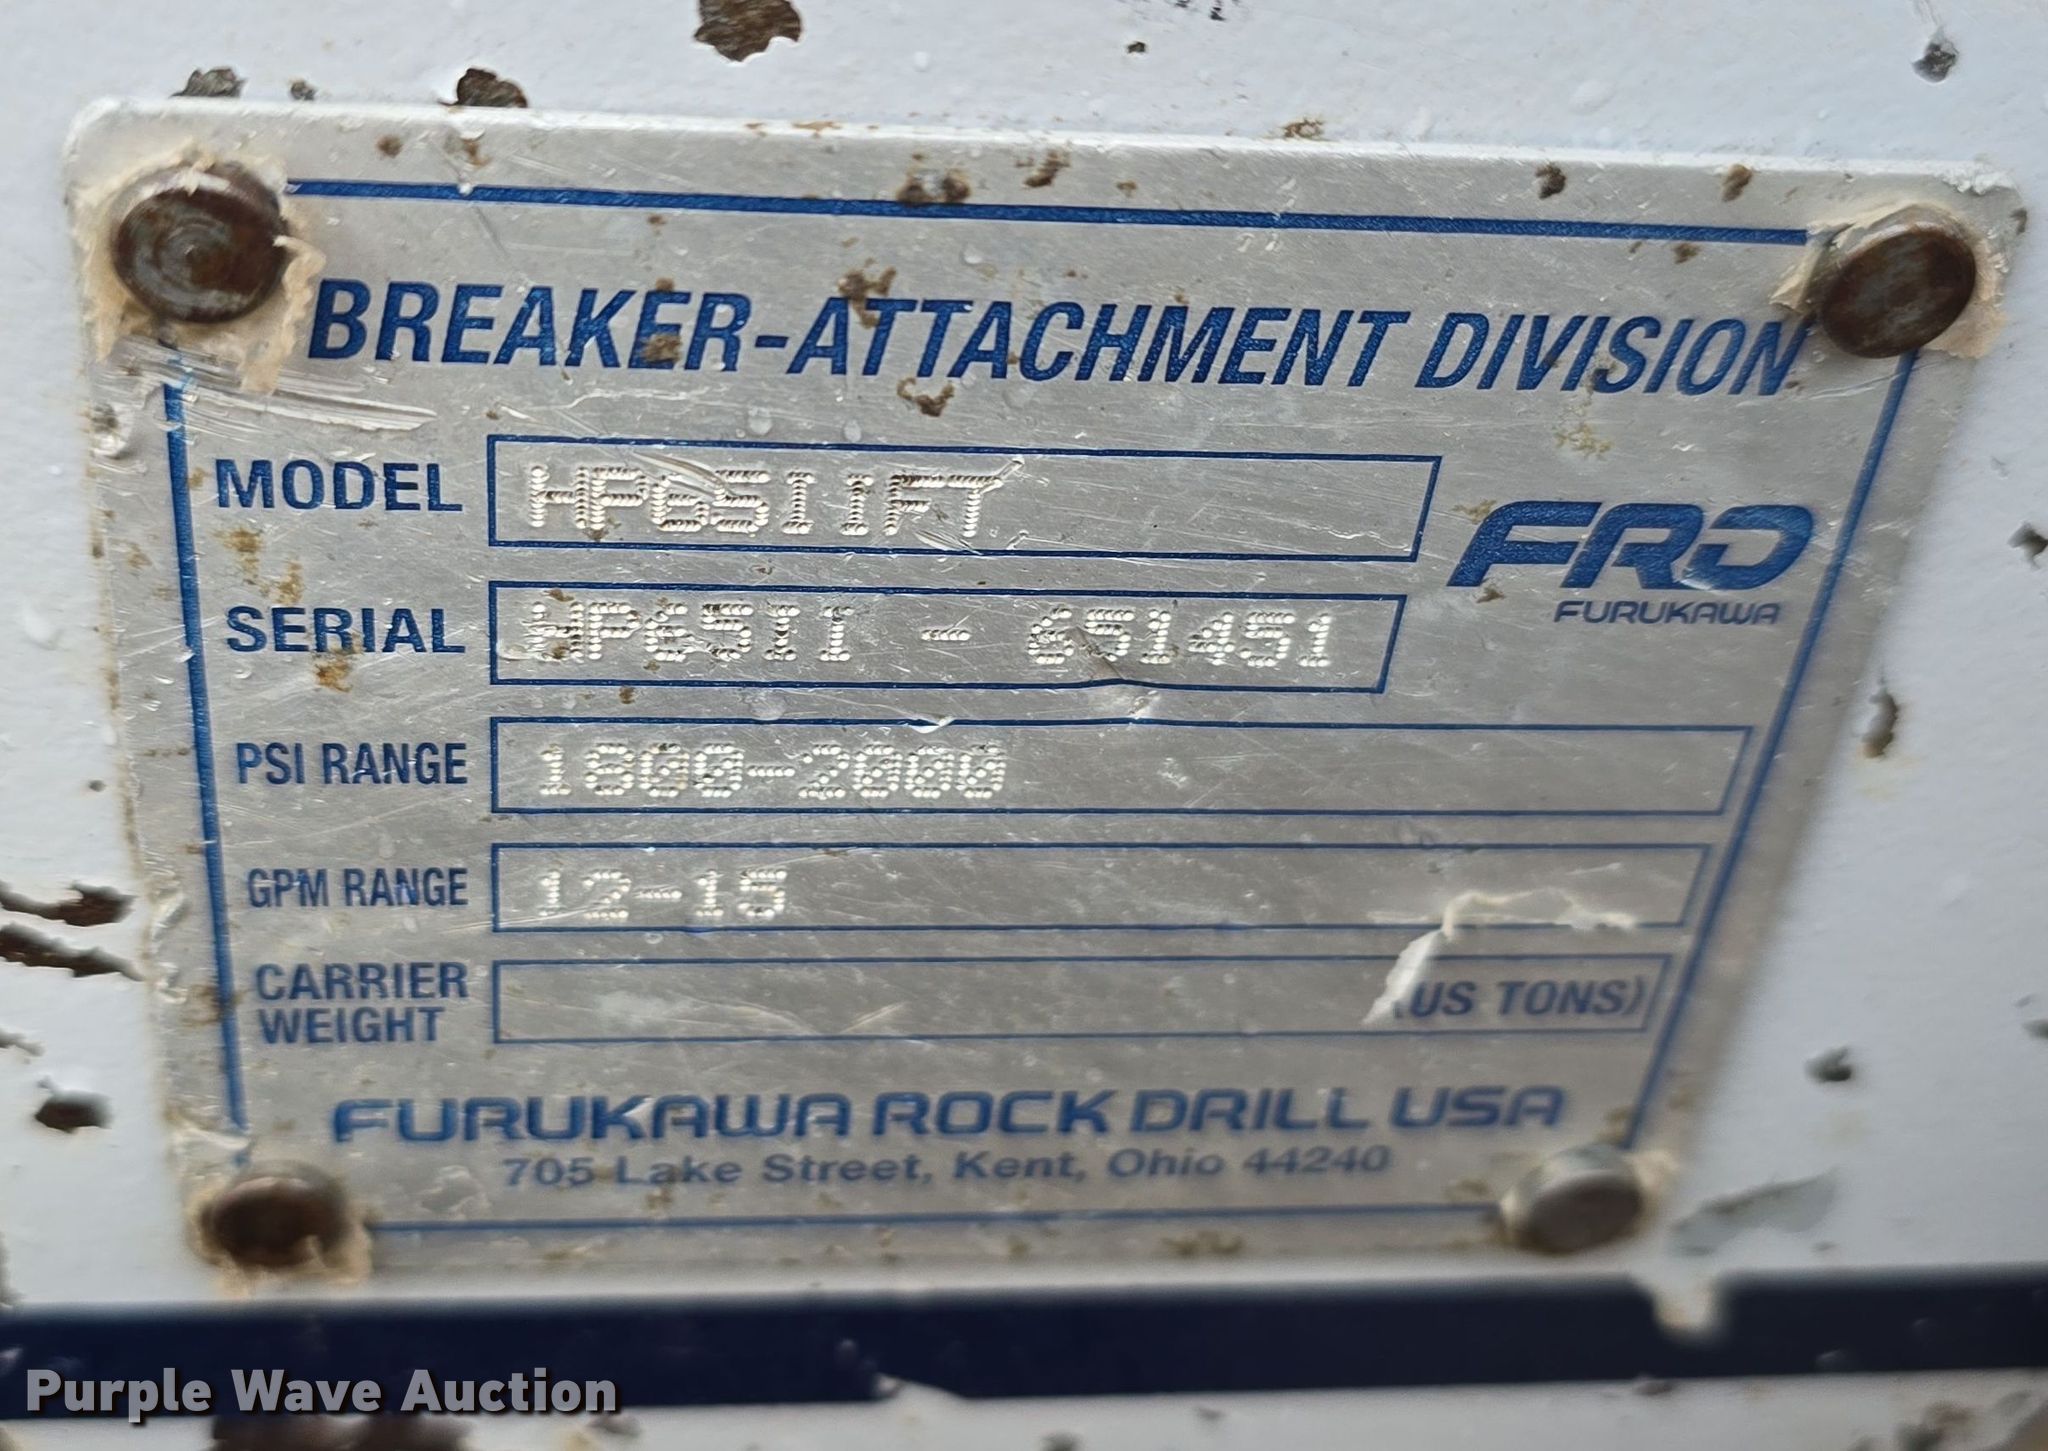 BREAKER-ATTACHMENT DIVISION
MODEL HP65IIFT
FRD
FURUKAWA
SERIAL HP65II - 651451
PSI RANGE 1800-2000
GPM RANGE 12-15
CARRIER WEIGHT (US TONS)
FURUKAWA ROCK DRILL USA
705 Lake Street, Kent, Ohio 44240
Purple Wave Auction